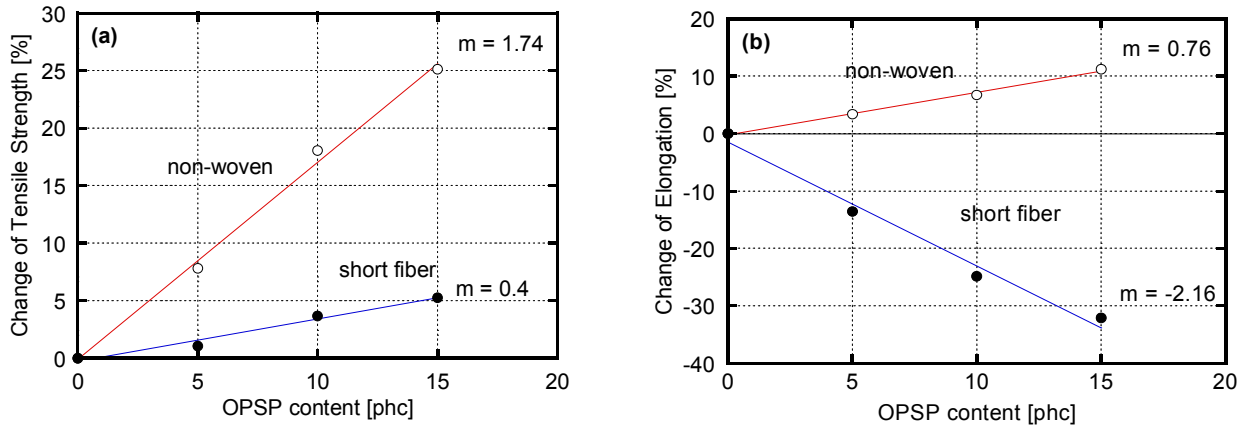 (a)
m = 1.74
non-woven
short fiber
m = 0.4
Change of Tensile Strength [%]
30
25
20
15
10
5
0
0 5 10 15 20
OPSP content [phc]
(b)
m = 0.76
non-woven
short fiber
m = -2.16
Change of Elongation [%]
20
10
0
-10
-20
-30
-40
0 5 10 15 20
OPSP content [phc]